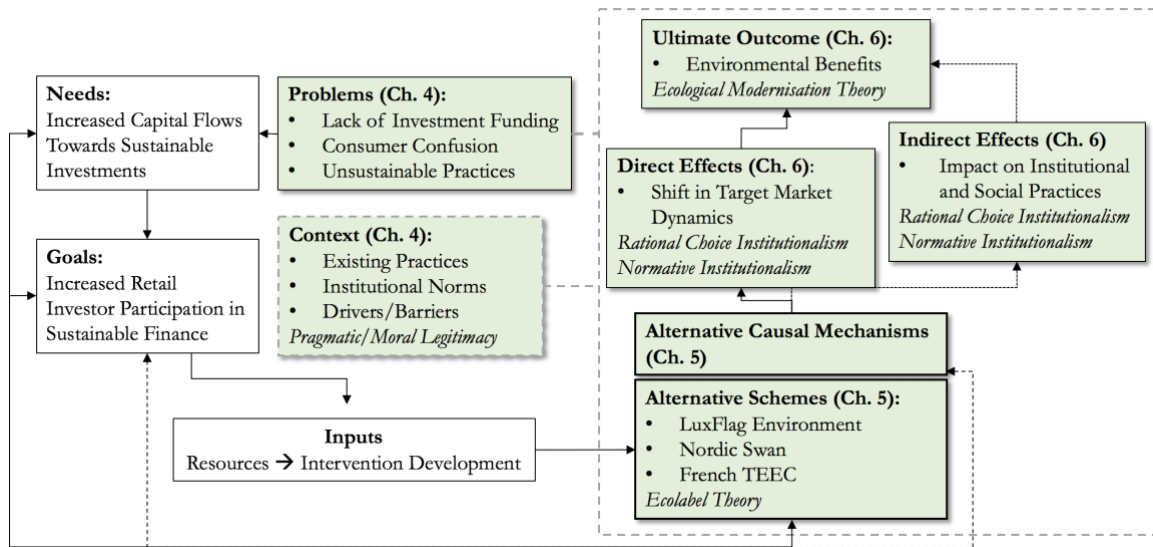 Needs:
Increased Capital Flows
Towards Sustainable
Investments
Problems (Ch. 4):
• Lack of Investment Funding
• Consumer Confusion
• Unsustainable Practices
Goals:
Increased Retail
Investor Participation in
Sustainable Finance
Context (Ch. 4):
• Existing Practices
• Institutional Norms
• Drivers/Barriers
Pragmatic/Moral Legitimacy
Inputs
Resources → Intervention Development
Ultimate Outcome (Ch. 6):
• Environmental Benefits
Ecological Modernisation Theory
Direct Effects (Ch. 6):
• Shift in Target Market
Dynamics
Rational Choice Institutionalism
Normative Institutionalism
Indirect Effects (Ch. 6)
• Impact on Institutional
and Social Practices
Rational Choice Institutionalism
Normative Institutionalism
Alternative Causal Mechanisms
(Ch. 5)
Alternative Schemes (Ch. 5):
• LuxFlag Environment
• Nordic Swan
• French TEEC
Ecolabel Theory